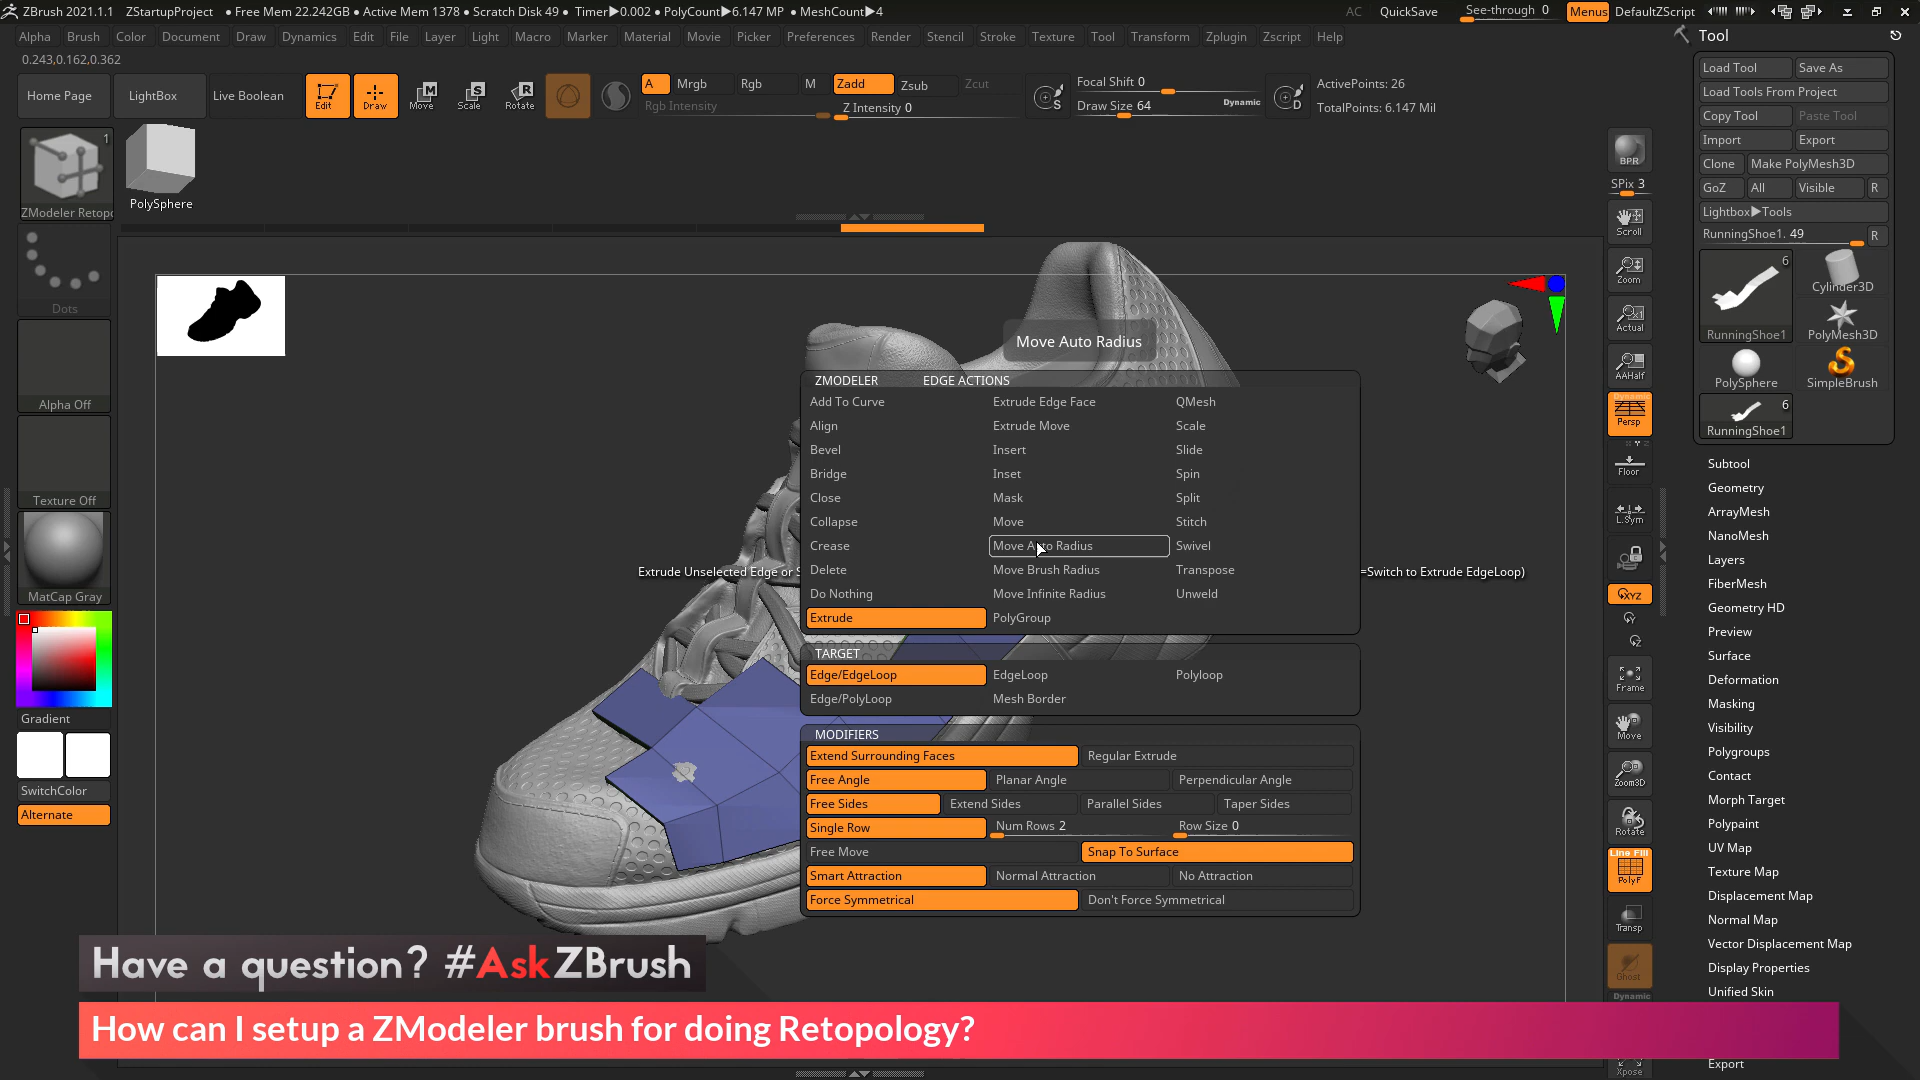 ZBrush 2021.1.1 ZStartupProject • Free Mem 22.242GB • Active Mem 1378 • Scratch Disk 49 • Timer▶0.002 • PolyCount▶6.147 MP • MeshCount▶4 AC QuickSave See-through 0 Menus DefaultZScript
Alpha Brush Color Document Draw Dynamics Edit File Layer Light Macro Marker Material Movie Picker Preferences Render Stencil Stroke Texture Tool Transform Zplugin Zscript Help
0.243,0.162,0.362
Home Page LightBox Live Boolean Edit Draw Move Scale Rotate
A Mrgb Rgb M Zadd Zsub Zcut
Rgb Intensity Z Intensity 0
Focal Shift 0
Draw Size 64 Dynamic
ActivePoints: 26
TotalPoints: 6.147 Mil
1
ZModeler Retopo
PolySphere
Dots
Alpha Off
Texture Off
MatCap Gray
Gradient
SwitchColor
Alternate
Move Auto Radius
ZMODELER EDGE ACTIONS
Add To Curve Extrude Edge Face QMesh
Align Extrude Move Scale
Bevel Insert Slide
Bridge Inset Spin
Close Mask Split
Collapse Move Stitch
Crease Move Auto Radius Swivel
Delete Move Brush Radius Transpose
Do Nothing Move Infinite Radius Unweld
Extrude PolyGroup
Extrude Unselected Edge or =Switch to Extrude EdgeLoop)
TARGET
Edge/EdgeLoop EdgeLoop Polyloop
Edge/PolyLoop Mesh Border
MODIFIERS
Extend Surrounding Faces Regular Extrude
Free Angle Planar Angle Perpendicular Angle
Free Sides Extend Sides Parallel Sides Taper Sides
Single Row Num Rows 2 Row Size 0
Free Move Snap To Surface
Smart Attraction Normal Attraction No Attraction
Force Symmetrical Don't Force Symmetrical
BPR
SPix 3
Scroll
Zoom
Actual
AAHalf
Dynamic
Persp
Floor
L.Sym
XYZ
Frame
Move
Zoom3D
Rotate
Line Fill
PolyF
Transp
Ghost
Dynamic
Xpose
Tool
Load Tool Save As
Load Tools From Project
Copy Tool Paste Tool
Import Export
Clone Make PolyMesh3D
GoZ All Visible R
Lightbox▶Tools
RunningShoe1. 49 R
6
RunningShoe1
Cylinder3D
PolyMesh3D
PolySphere SimpleBrush
6
RunningShoe1
Subtool
Geometry
ArrayMesh
NanoMesh
Layers
FiberMesh
Geometry HD
Preview
Surface
Deformation
Masking
Visibility
Polygroups
Contact
Morph Target
Polypaint
UV Map
Texture Map
Displacement Map
Normal Map
Vector Displacement Map
Display Properties
Unified Skin
Export
Have a question? #AskZBrush
How can I setup a ZModeler brush for doing Retopology?